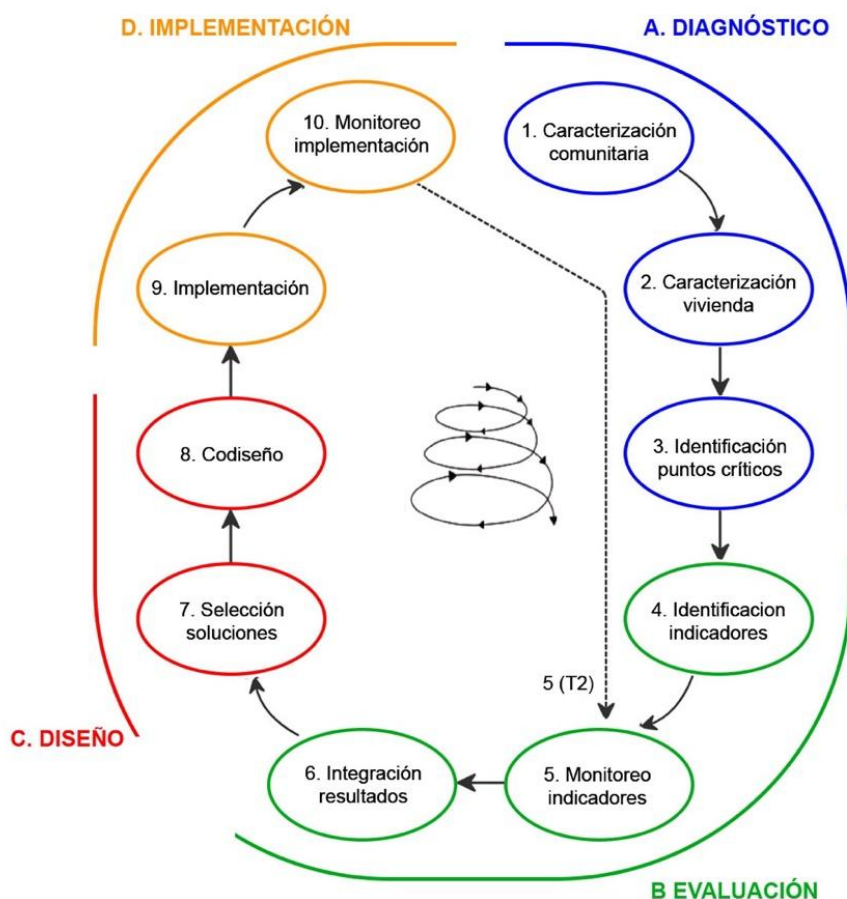 D. IMPLEMENTACIÓN
A. DIAGNÓSTICO
10. Monitoreo
implementación
1. Caracterización
comunitaria
9. Implementación
2. Caracterización
vivienda
8. Codiseño
3. Identificación
puntos críticos
7. Selección
soluciones
4. Identificacion
indicadores
5 (T2)
C. DISEÑO
6. Integración
resultados
5. Monitoreo
indicadores
B EVALUACIÓN